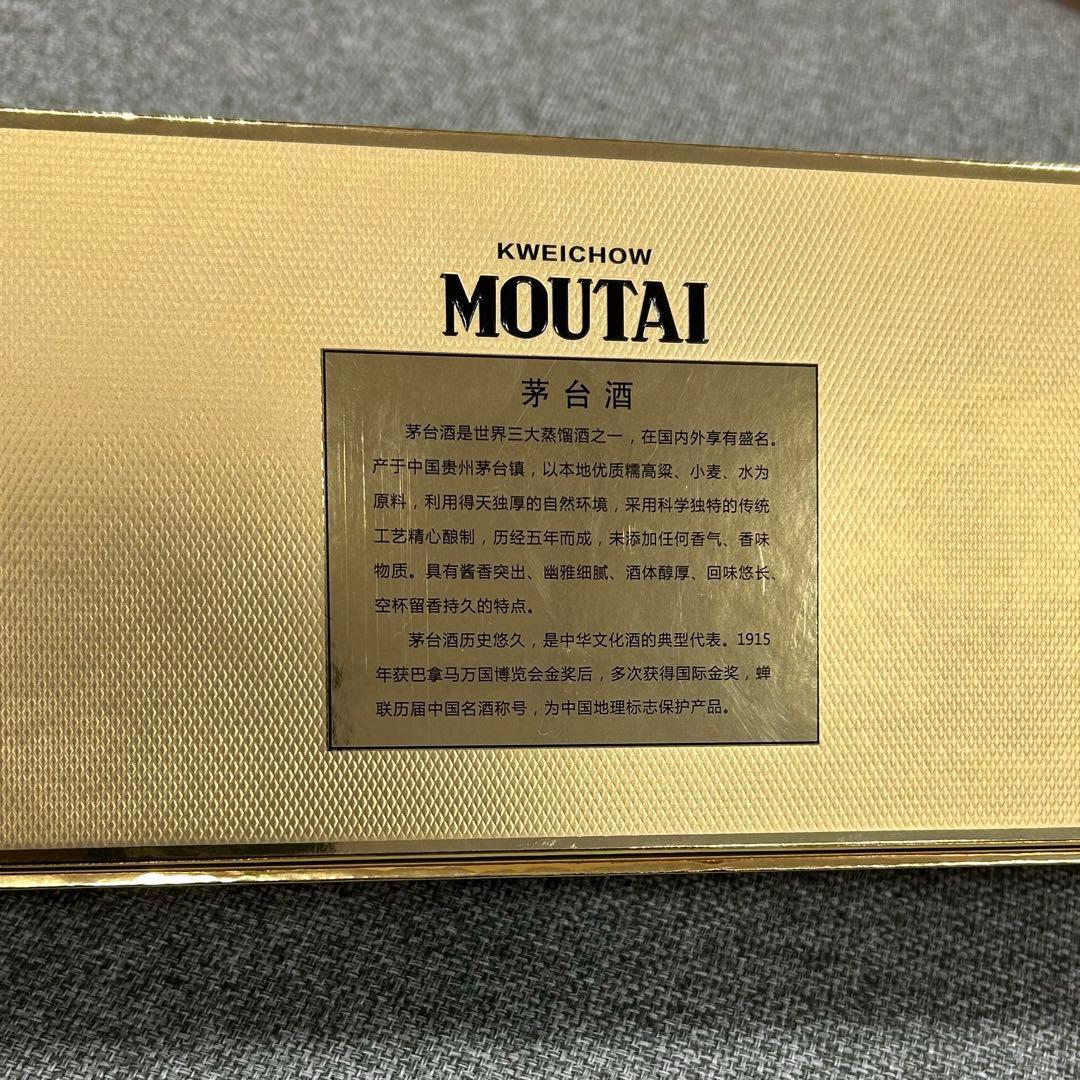 KWEICHOW
MOUTAI
茅台酒
茅台酒是世界三大蒸馏酒之一，在国内外享有盛名。
产于中国贵州茅台镇，以本地优质糯高粱、小麦、水为
原料，利用得天独厚的自然环境，采用科学独特的传统
工艺精心酿制，历经五年而成，未添加任何香气、香味
物质。具有酱香突出、幽雅细腻、酒体醇厚、回味悠长、
空杯留香持久的特点。
茅台酒历史悠久，是中华文化酒的典型代表。1915
年获巴拿马万国博览会金奖后，多次获得国际金奖，蝉
联历届中国名酒称号，为中国地理标志保护产品。